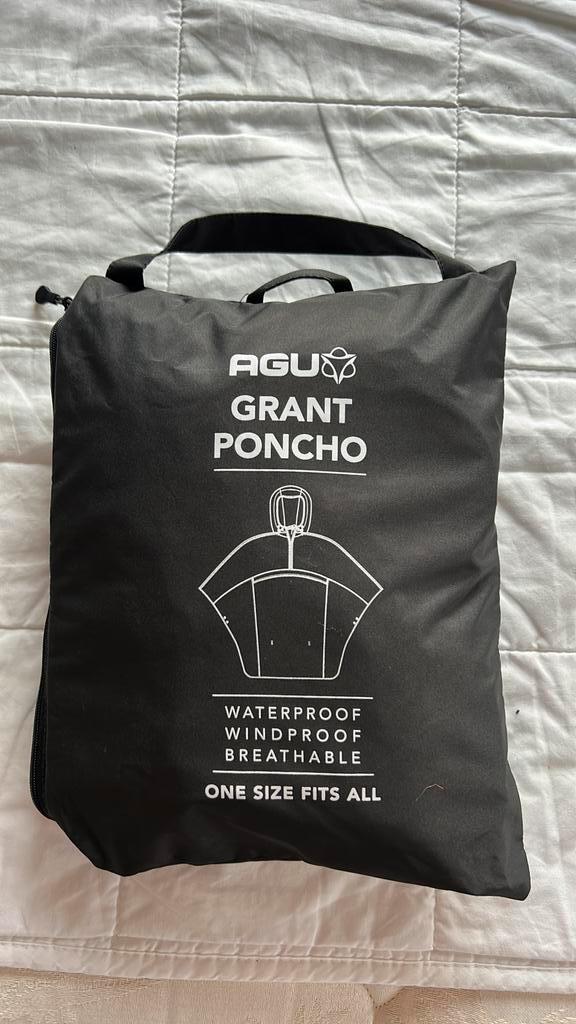 AGU
GRANT
PONCHO
WATERPROOF
WINDPROOF
BREATHABLE
ONE SIZE FITS ALL